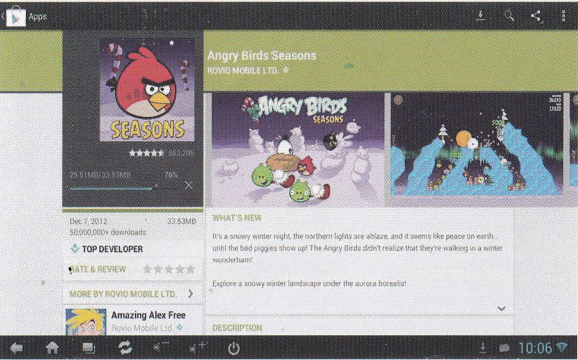 Apps
Angry Birds Seasons
ROVIO MOBILE LTD.
SEASONS
ANGRY BIRDS
SEASONS
25.51MB/33.53MB 76%
Dec 7, 2012 33.53MB
50,000,000+ downloads
TOP DEVELOPER
RATE & REVIEW
MORE BY ROVIO MOBILE LTD.
Amazing Alex Free
Rovio Mobile Ltd.
WHAT'S NEW
It's a snowy winter night, the northern lights are ablaze, and it seems like peace on earth...
until the bad piggies show up! The Angry Birds didn't realize that they're walking in a winter
wunderham!
Explore a snowy winter landscape under the aurora borealis!
DESCRIPTION
10:06